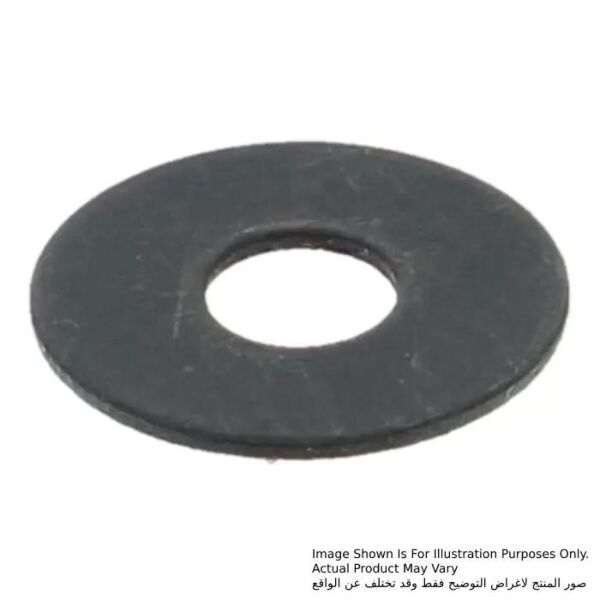 Image Shown Is For Illustration Purposes Only.
Actual Product May Vary
صور المنتج لاغراض التوضيح فقط وقد تختلف عن الواقع